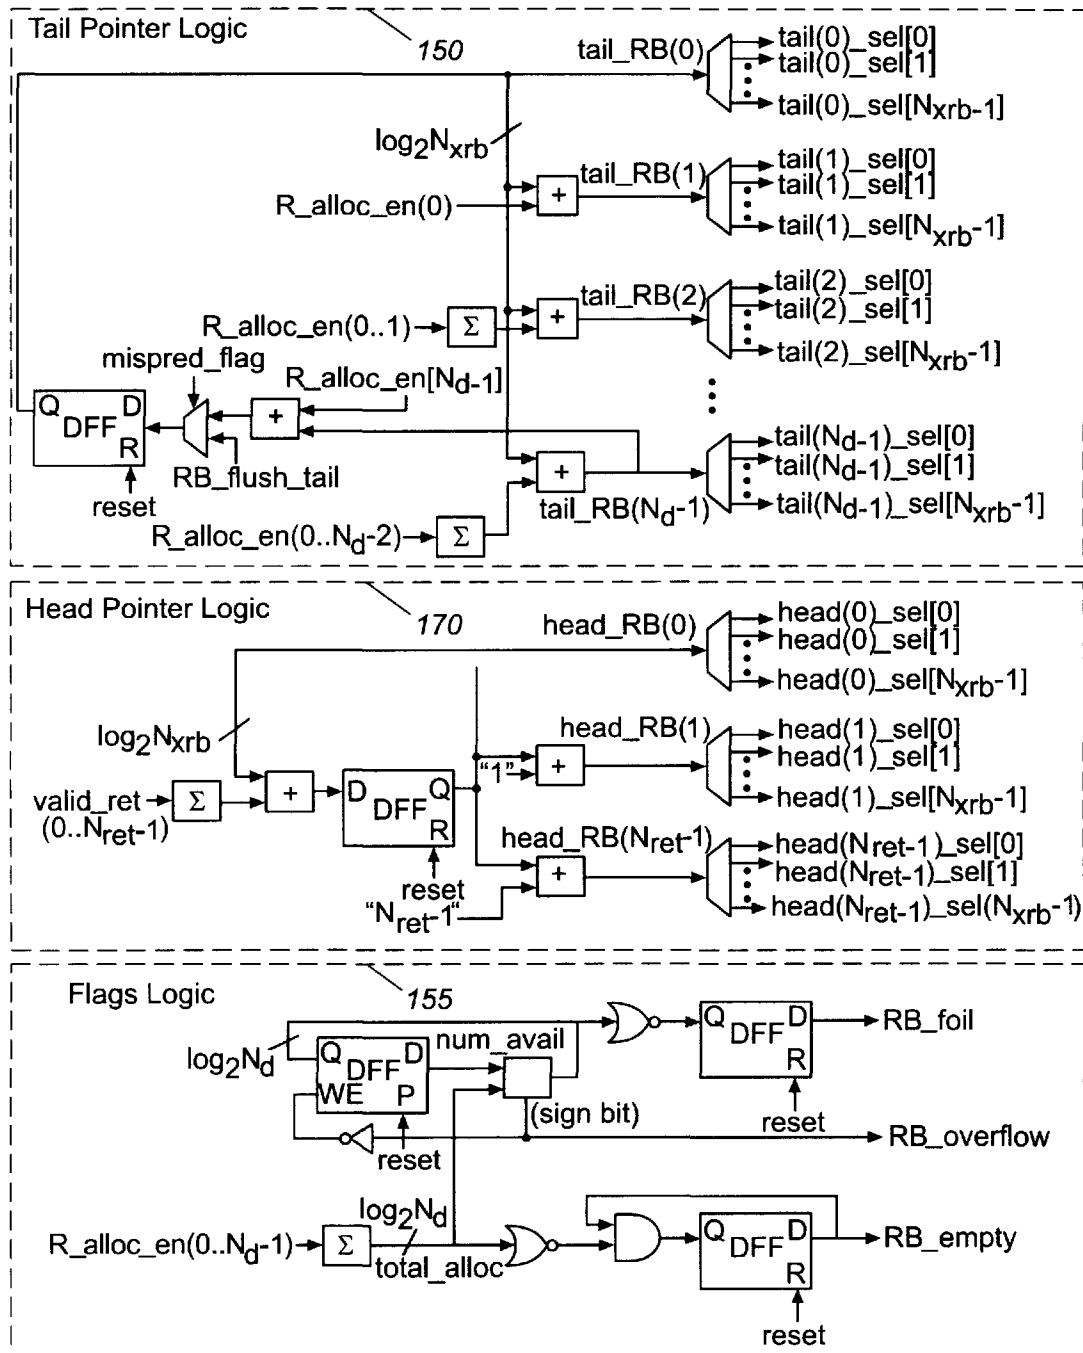 Tail Pointer Logic
150
tail_RB(0)
tail(0)_sel[0]
tail(0)_sel[1]
tail(0)_sel[Nxrb-1]
log2Nxrb
tail_RB(1)
tail(1)_sel[0]
tail(1)_sel[1]
tail(1)_sel[Nxrb-1]
R_alloc_en(0)
+
tail_RB(2)
tail(2)_sel[0]
tail(2)_sel[1]
tail(2)_sel[Nxrb-1]
R_alloc_en(0..1)
Σ
+
mispred_flag
R_alloc_en[Nd-1]
Q D
DFF
R
+
RB_flush_tail
reset
+
tail_RB(Nd-1)
tail(Nd-1)_sel[0]
tail(Nd-1)_sel[1]
tail(Nd-1)_sel[Nxrb-1]
R_alloc_en(0..Nd-2)
Σ
Head Pointer Logic
170
head_RB(0)
head(0)_sel[0]
head(0)_sel[1]
head(0)_sel[Nxrb-1]
log2Nxrb
head_RB(1)
head(1)_sel[0]
head(1)_sel[1]
head(1)_sel[Nxrb-1]
"1"
+
valid_ret
(0..Nret-1)
Σ
+
D Q
DFF
R
reset
head_RB(Nret-1)
head(Nret-1)_sel[0]
head(Nret-1)_sel[1]
head(Nret-1)_sel(Nxrb-1)
"Nret-1"
+
Flags Logic
155
log2Nd
Q D
DFF
WE P
reset
num_avail
(sign bit)
Q D
DFF
R
reset
RB_foil
RB_overflow
R_alloc_en(0..Nd-1)
Σ
log2Nd
total_alloc
Q D
DFF
R
reset
RB_empty